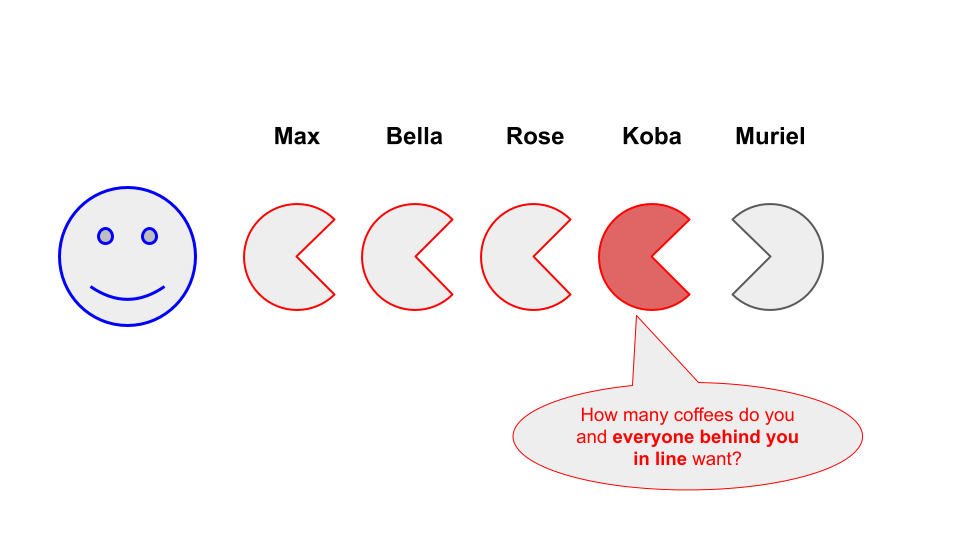 Max Bella Rose Koba Muriel
How many coffees do you
and everyone behind you
in line want?